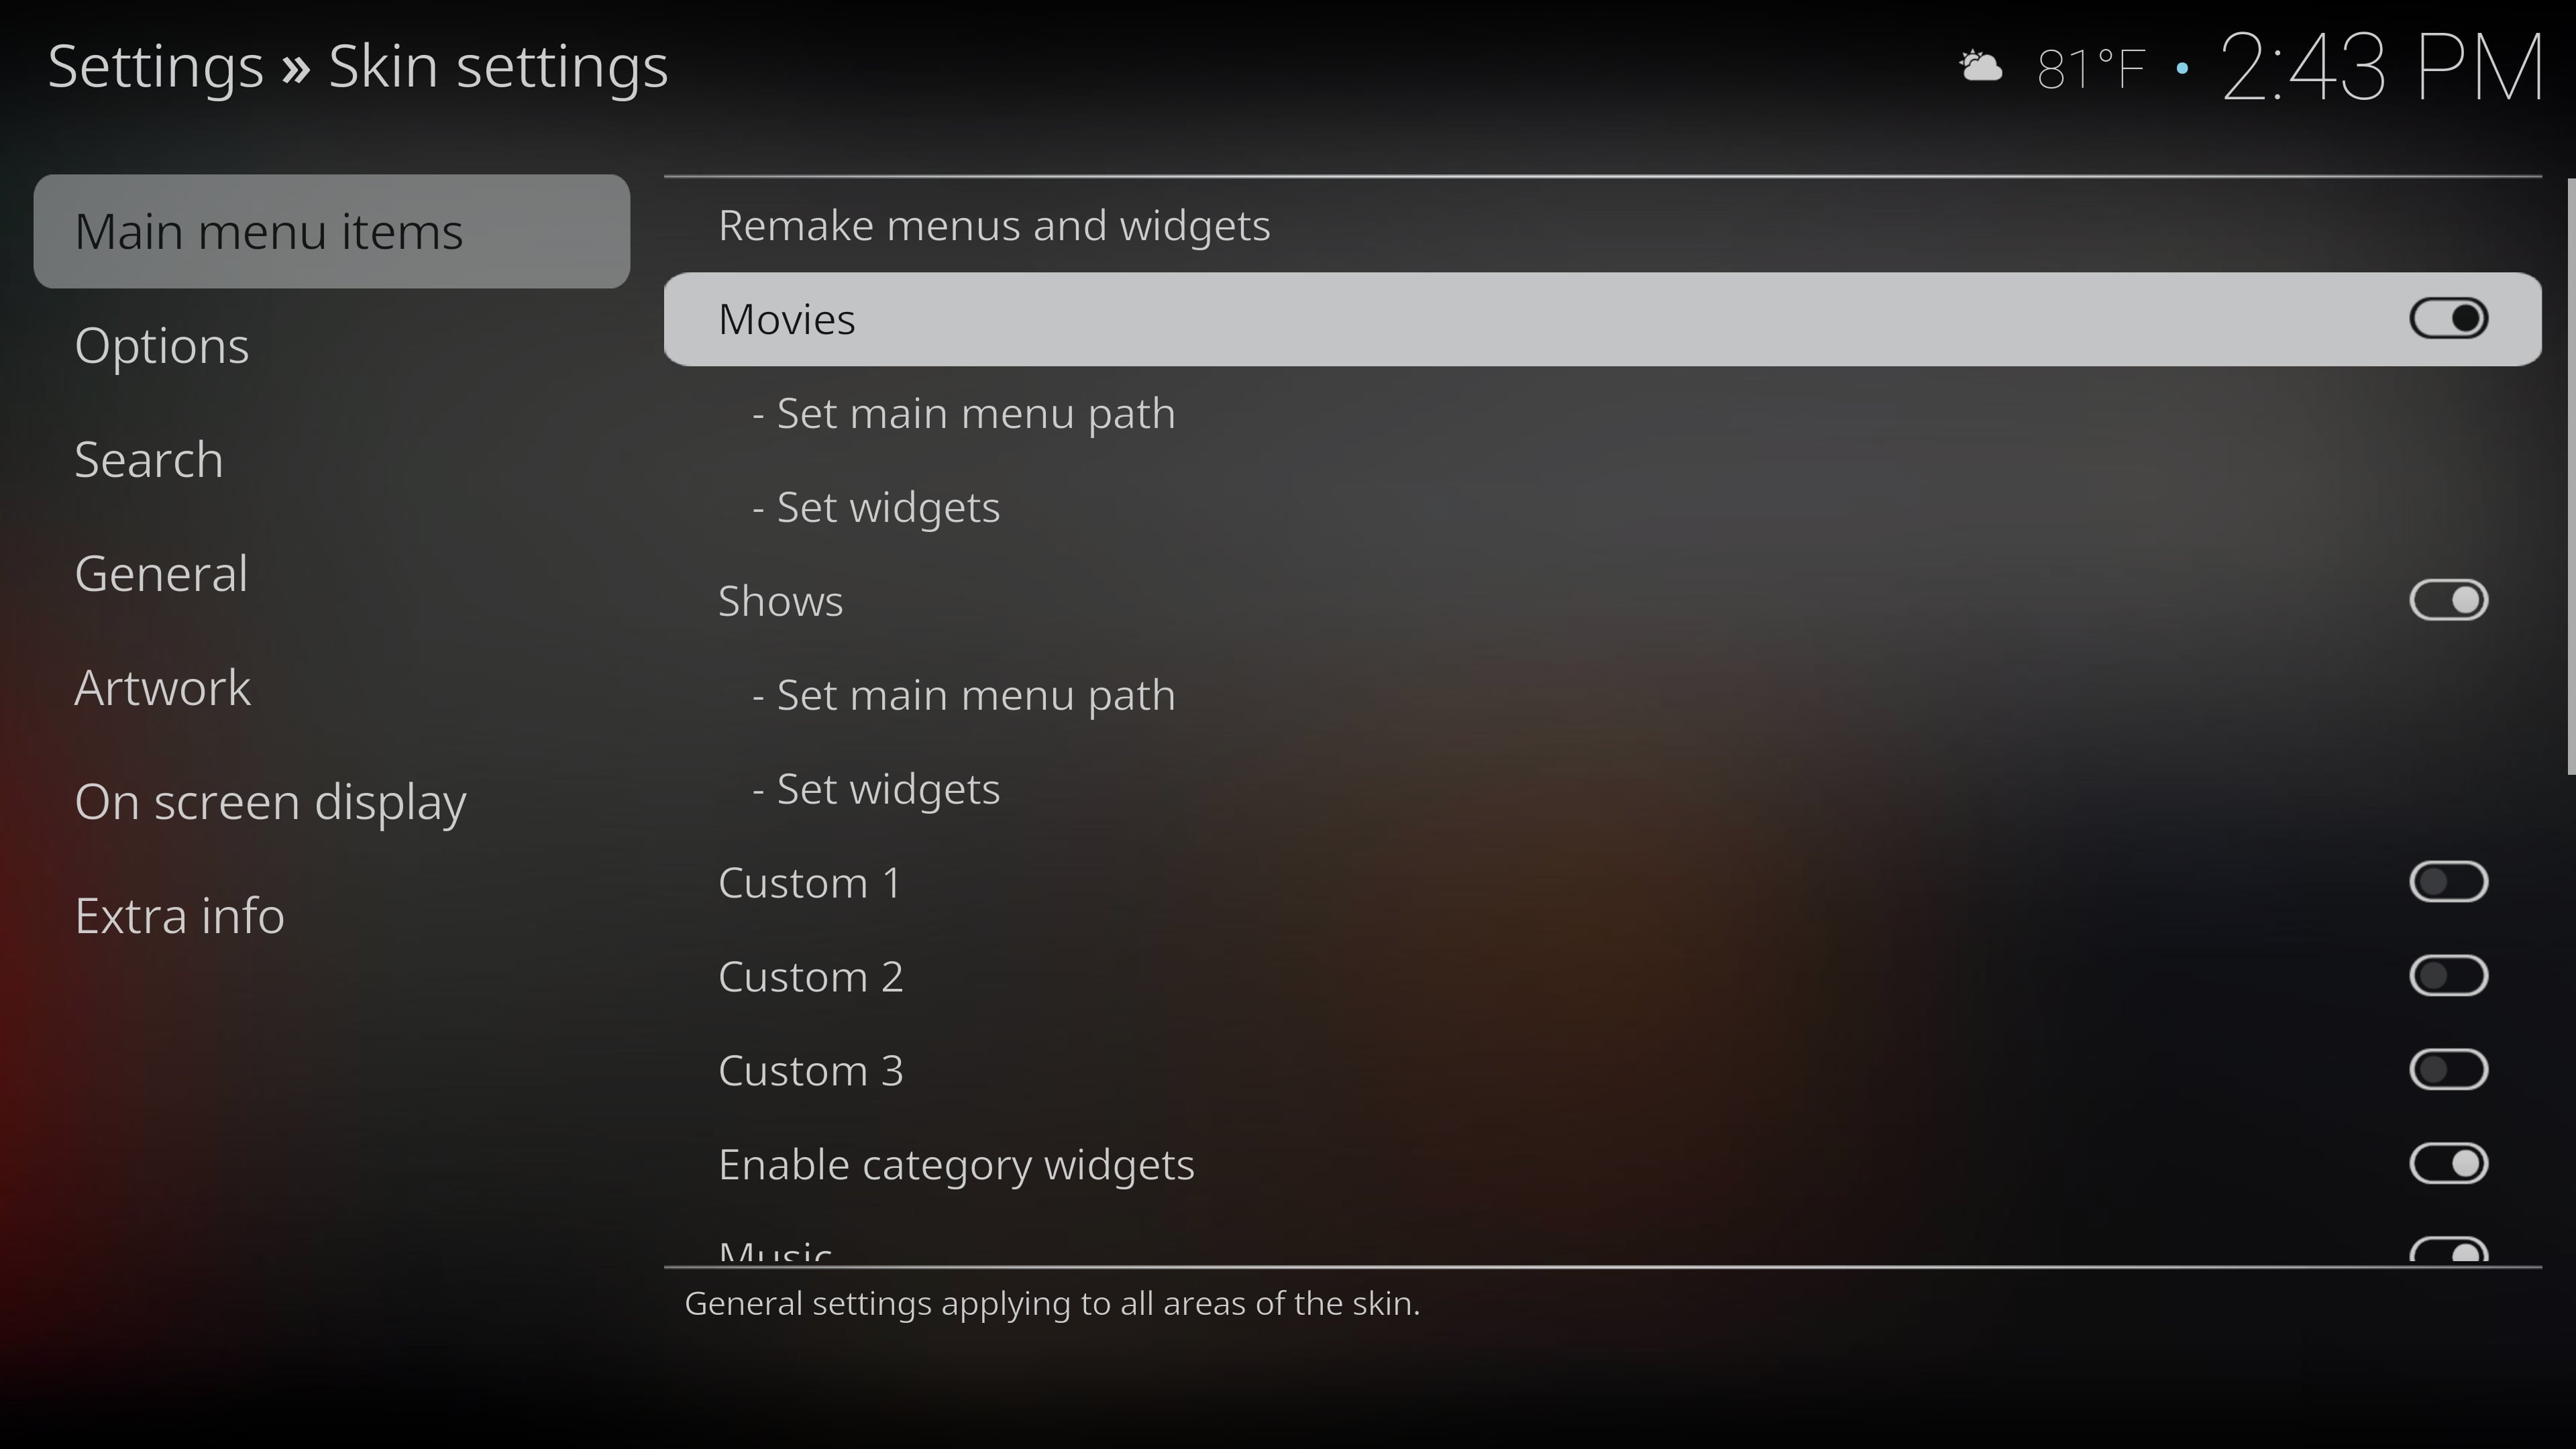 Settings » Skin settings
81°F • 2:43 PM
Main menu items
Options
Search
General
Artwork
On screen display
Extra info
Remake menus and widgets
Movies
- Set main menu path
- Set widgets
Shows
- Set main menu path
- Set widgets
Custom 1
Custom 2
Custom 3
Enable category widgets
Music
General settings applying to all areas of the skin.